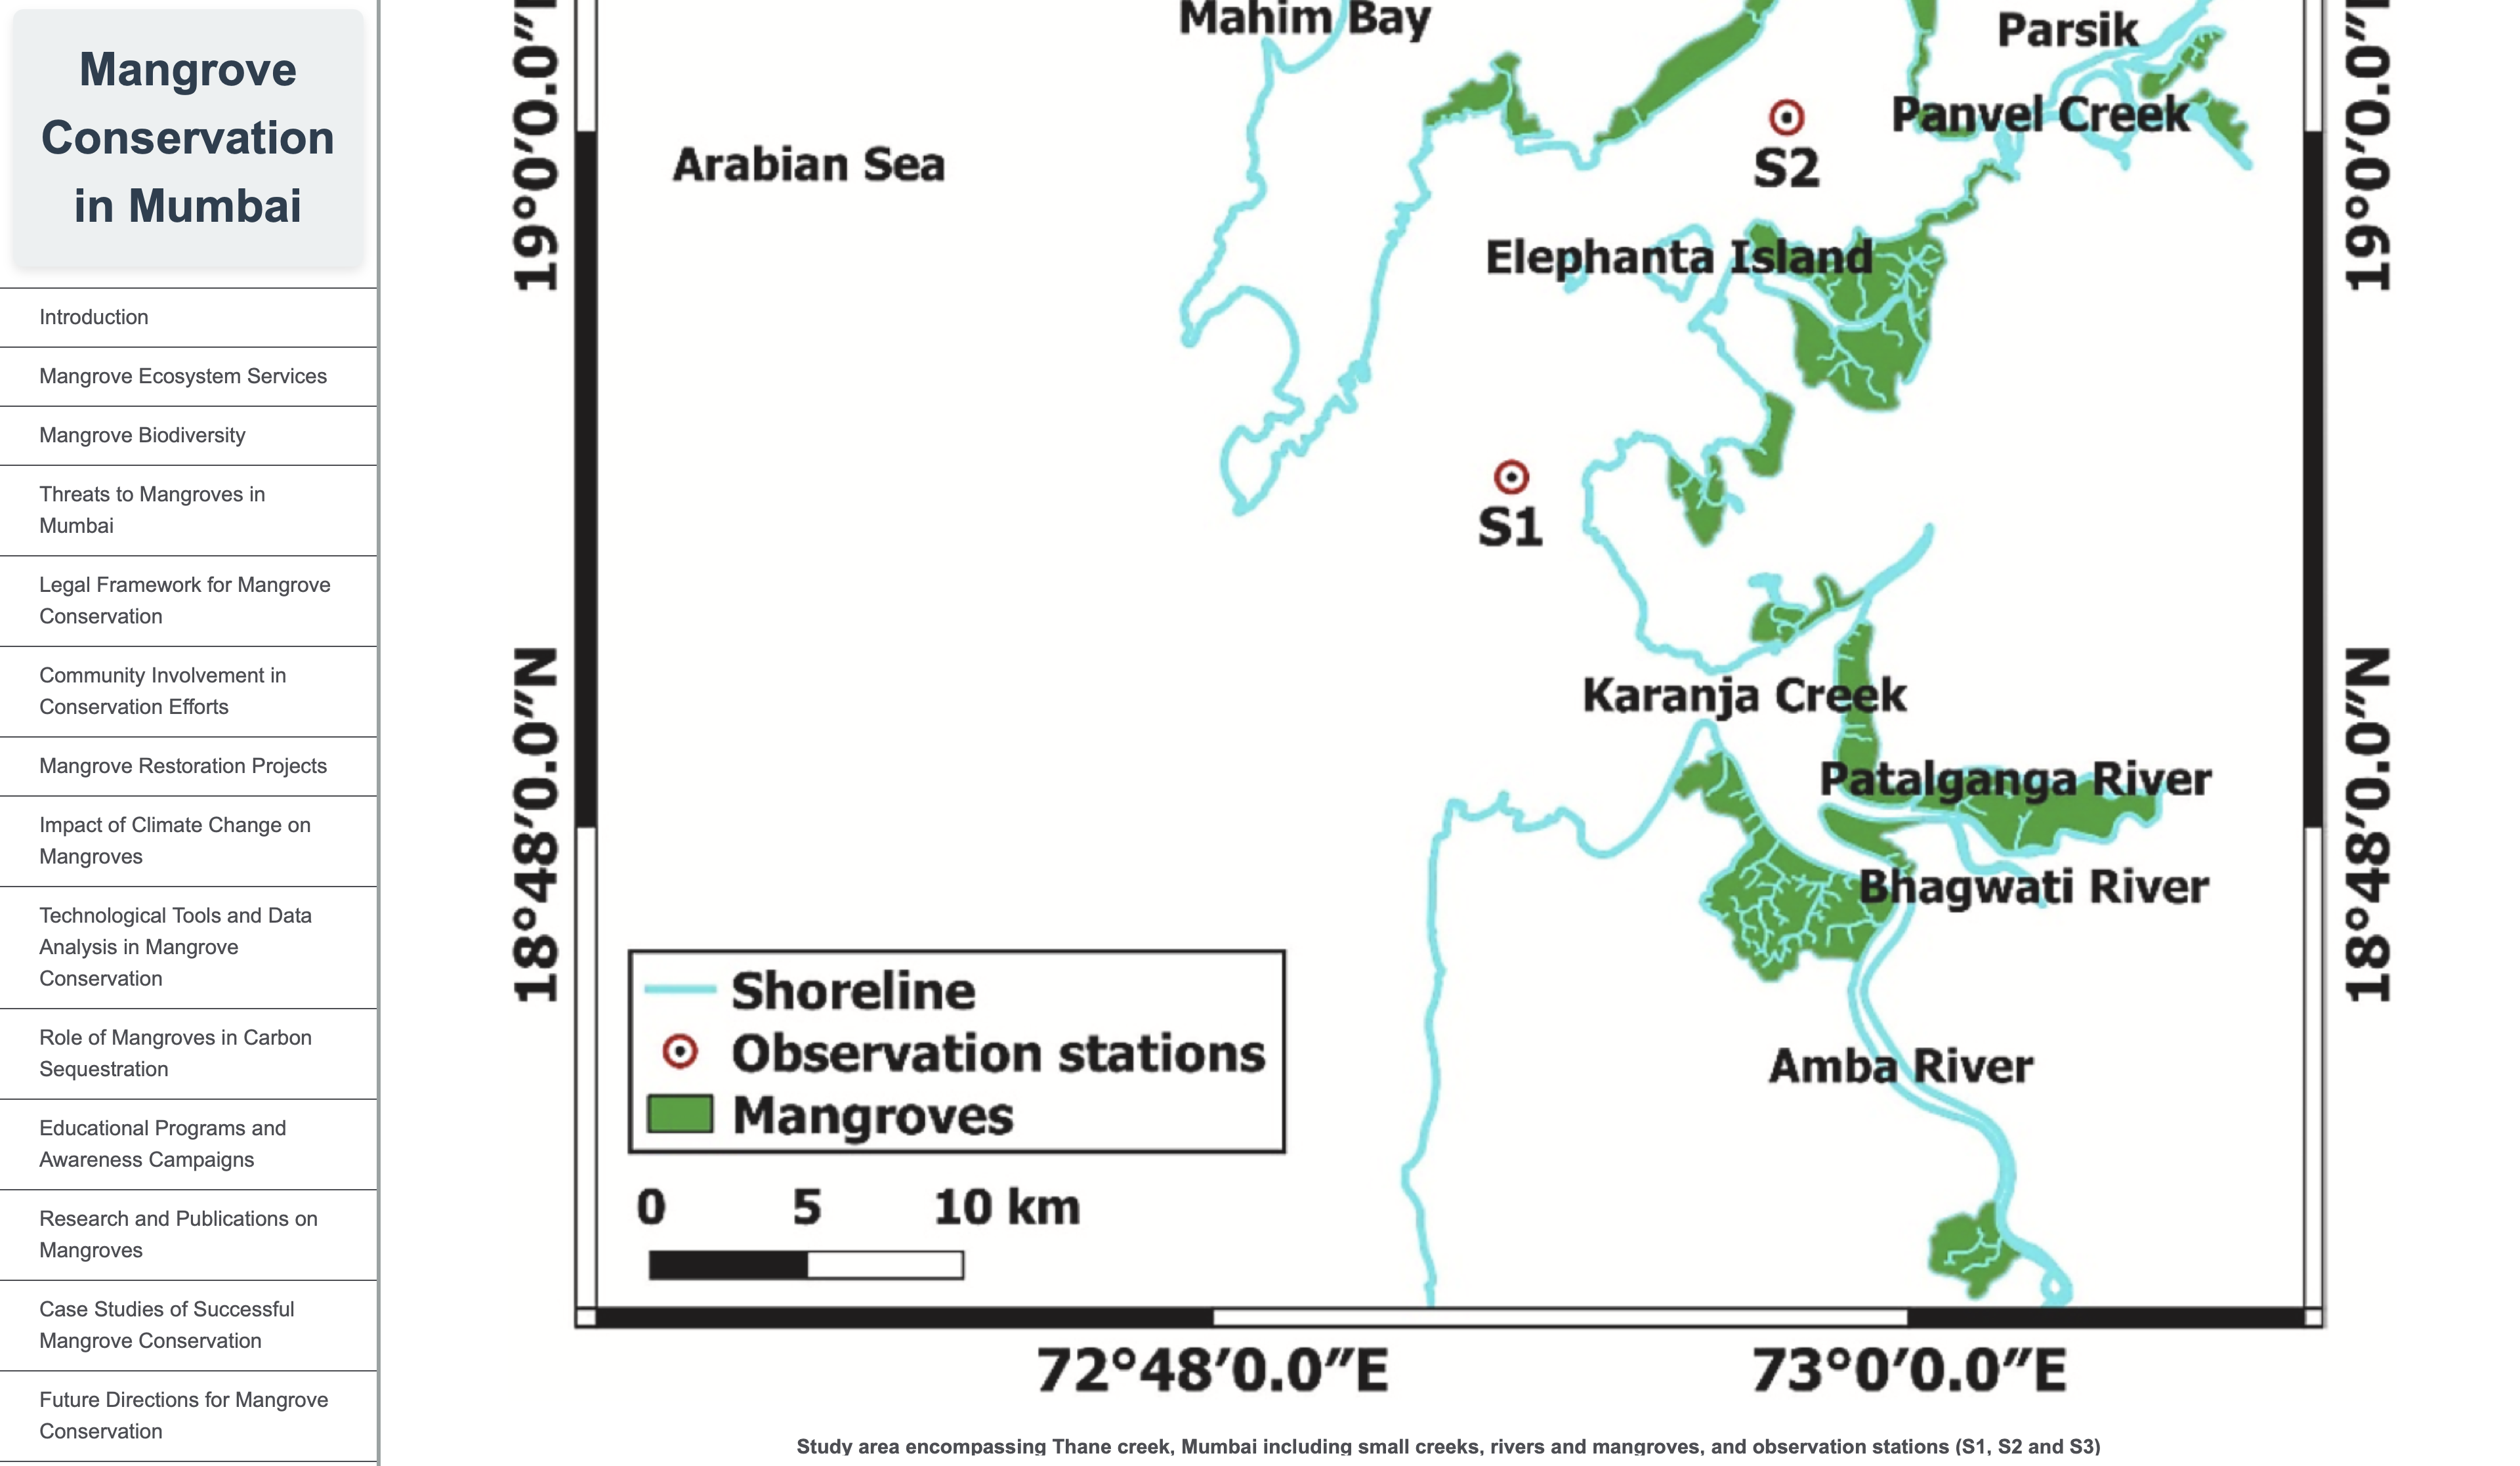 Mangrove
Conservation
in Mumbai
Introduction
Mangrove Ecosystem Services
Mangrove Biodiversity
Threats to Mangroves in
Mumbai
Legal Framework for Mangrove
Conservation
Community Involvement in
Conservation Efforts
Mangrove Restoration Projects
Impact of Climate Change on
Mangroves
Technological Tools and Data
Analysis in Mangrove
Conservation
Role of Mangroves in Carbon
Sequestration
Educational Programs and
Awareness Campaigns
Research and Publications on
Mangroves
Case Studies of Successful
Mangrove Conservation
Future Directions for Mangrove
Conservation
Mahim Bay
Parsik
Panvel Creek
Arabian Sea
S2
Elephanta Island
S1
Karanja Creek
Patalganga River
Bhagwati River
Amba River
19°0′0.0″
18°48′0.0″N
19°0′0.0″
18°48′0.0″N
Shoreline
Observation stations
Mangroves
0 5 10 km
72°48′0.0″E 73°0′0.0″E
Study area encompassing Thane creek, Mumbai including small creeks, rivers and mangroves, and observation stations (S1, S2 and S3)